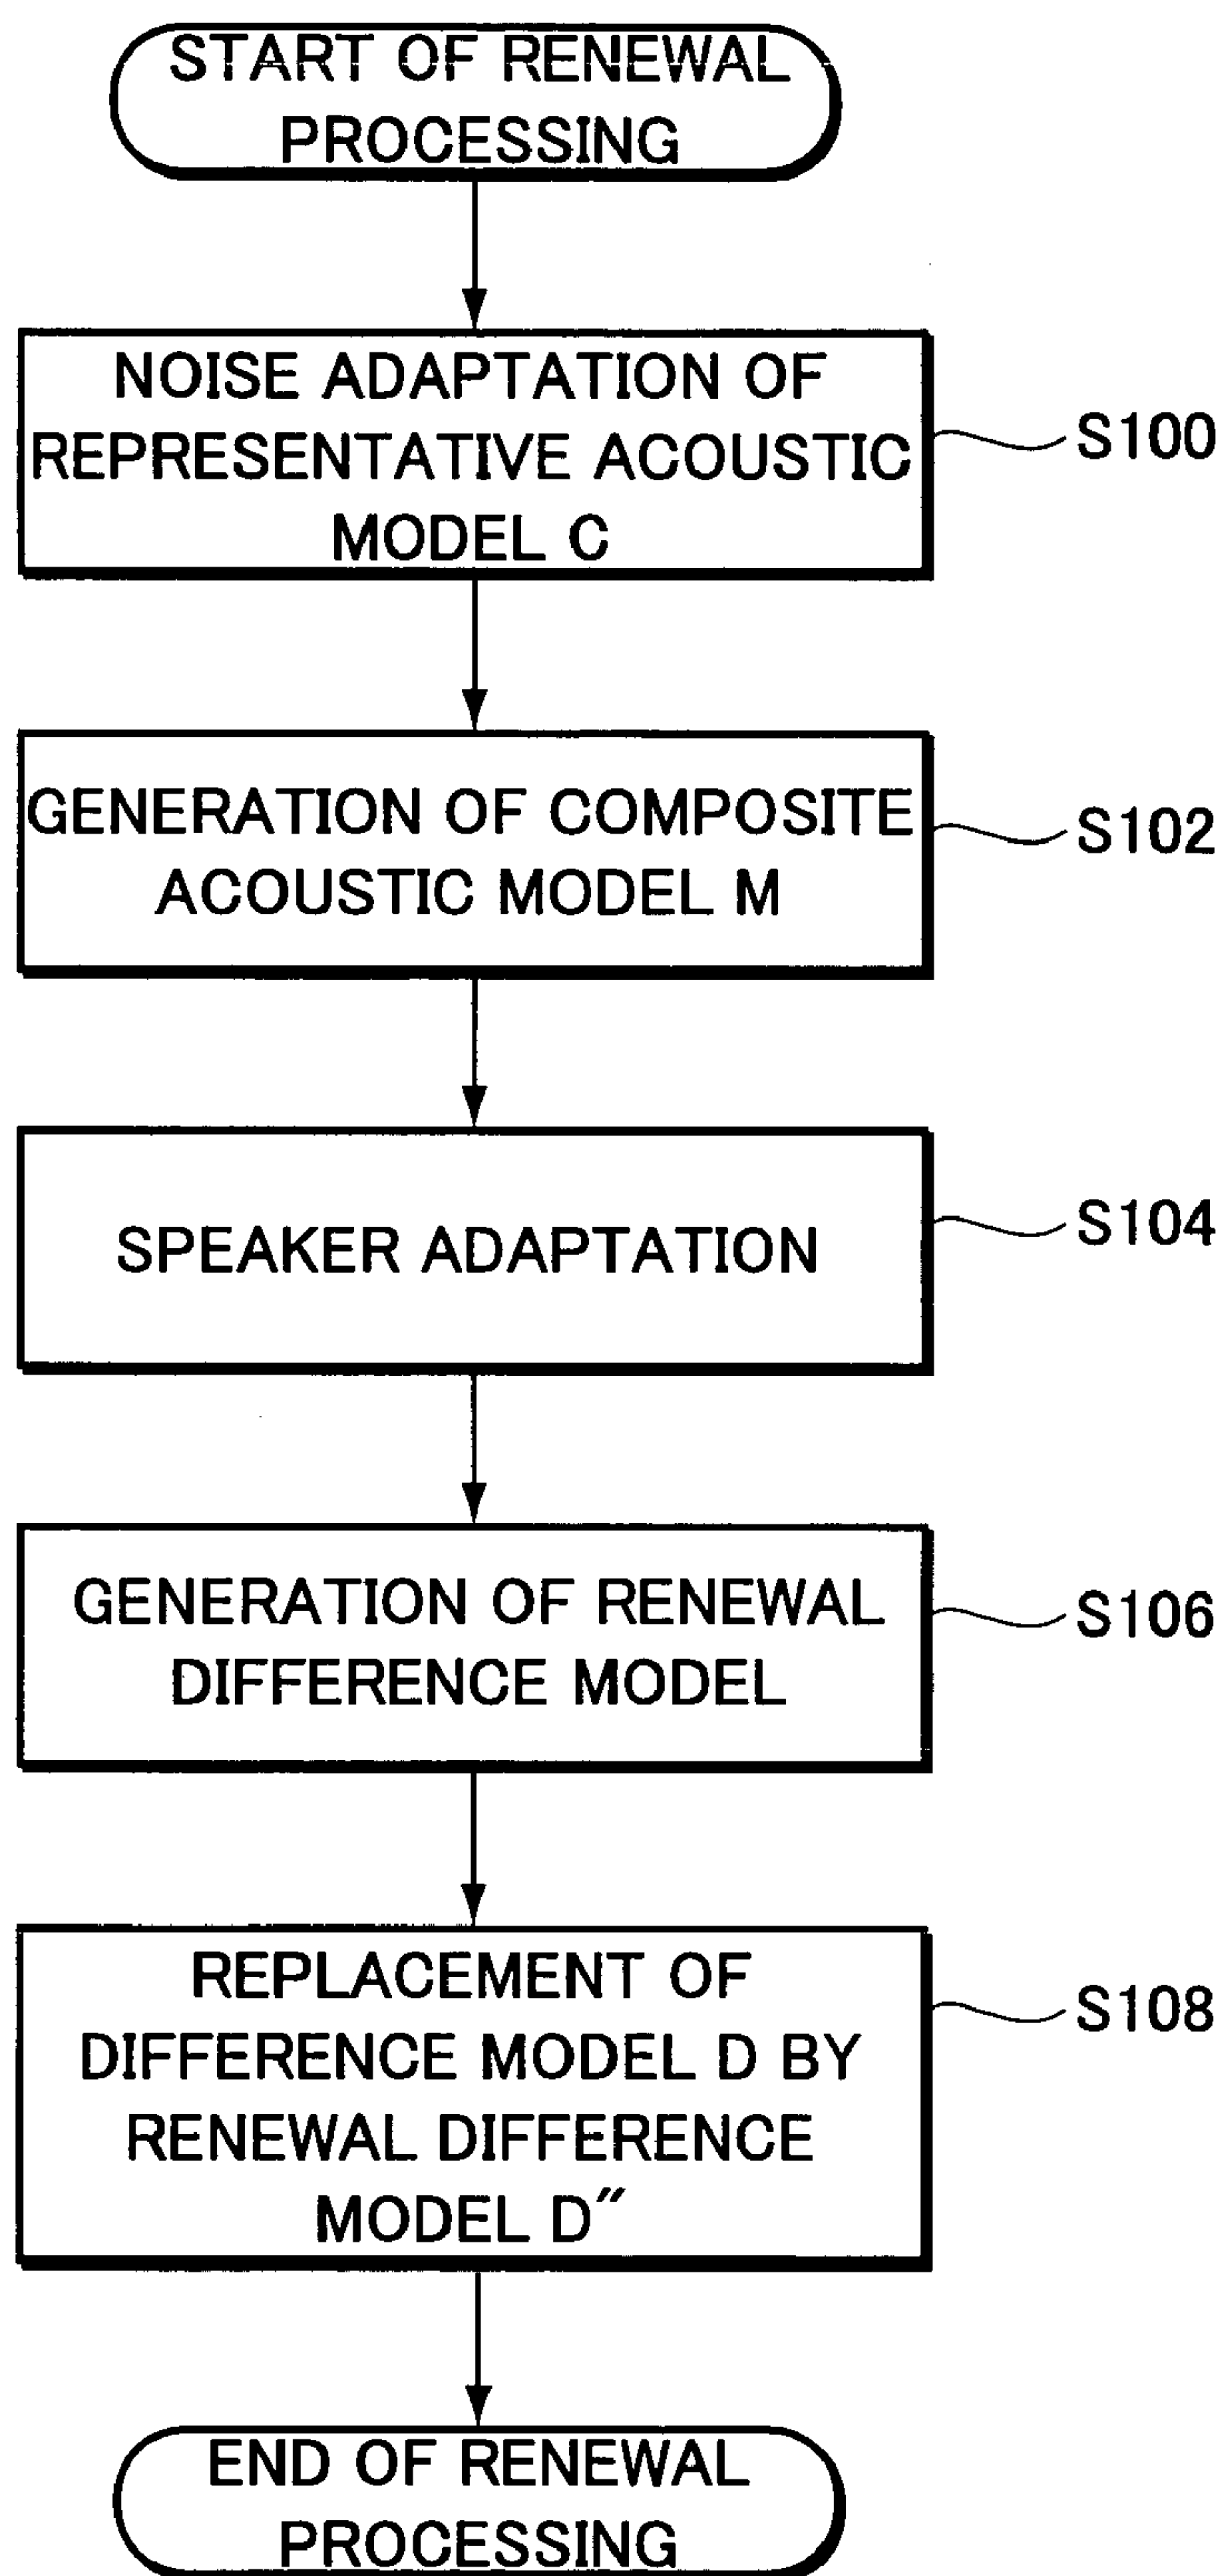 START OF RENEWAL
PROCESSING
NOISE ADAPTATION OF
REPRESENTATIVE ACOUSTIC
MODEL C
S100
GENERATION OF COMPOSITE
ACOUSTIC MODEL M
S102
SPEAKER ADAPTATION
S104
GENERATION OF RENEWAL
DIFFERENCE MODEL
S106
REPLACEMENT OF
DIFFERENCE MODEL D BY
RENEWAL DIFFERENCE
MODEL D″
S108
END OF RENEWAL
PROCESSING